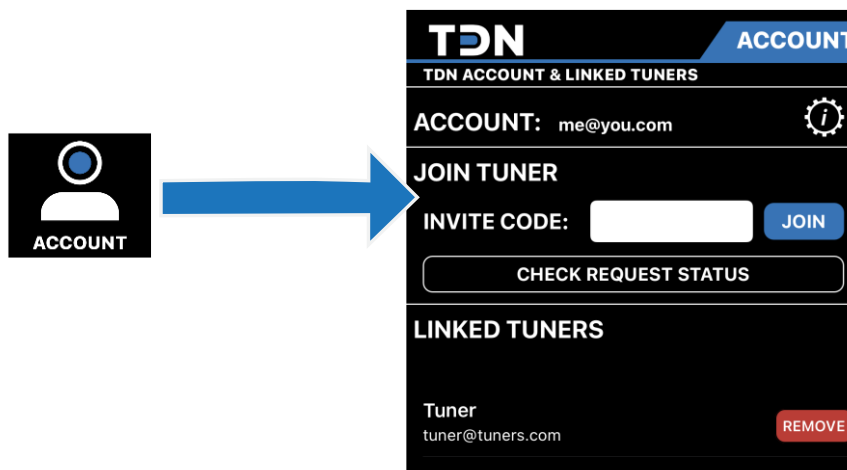 ACCOUNT
TDN
ACCOUNT
TDN ACCOUNT & LINKED TUNERS
ACCOUNT: me@you.com
i
JOIN TUNER
INVITE CODE:
JOIN
CHECK REQUEST STATUS
LINKED TUNERS
Tuner
tuner@tuners.com
REMOVE